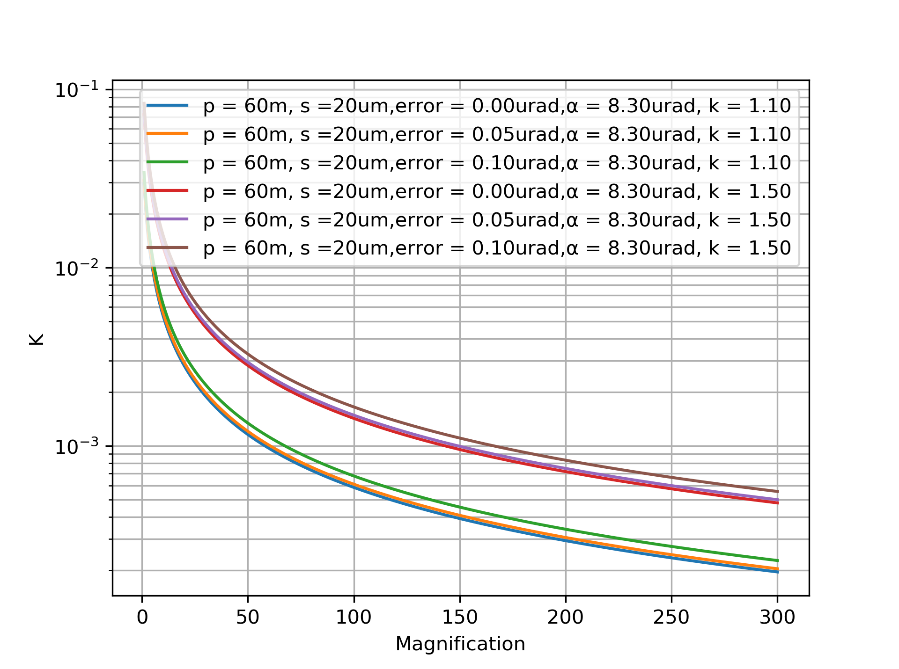 10⁻¹
p = 60m, s =20um,error = 0.00urad,α = 8.30urad, k = 1.10
p = 60m, s =20um,error = 0.05urad,α = 8.30urad, k = 1.10
p = 60m, s =20um,error = 0.10urad,α = 8.30urad, k = 1.10
p = 60m, s =20um,error = 0.00urad,α = 8.30urad, k = 1.50
p = 60m, s =20um,error = 0.05urad,α = 8.30urad, k = 1.50
p = 60m, s =20um,error = 0.10urad,α = 8.30urad, k = 1.50
10⁻²
K
10⁻³
0 50 100 150 200 250 300
Magnification